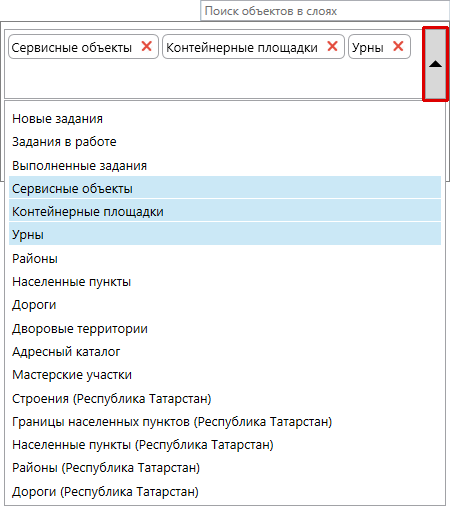 Поиск объектов в слоях
Сервисные объекты Контейнерные площадки Урны
Новые задания
Задания в работе
Выполненные задания
Сервисные объекты
Контейнерные площадки
Урны
Районы
Населенные пункты
Дороги
Дворовые территории
Адресный каталог
Мастерские участки
Строения (Республика Татарстан)
Границы населенных пунктов (Республика Татарстан)
Населенные пункты (Республика Татарстан)
Районы (Республика Татарстан)
Дороги (Республика Татарстан)